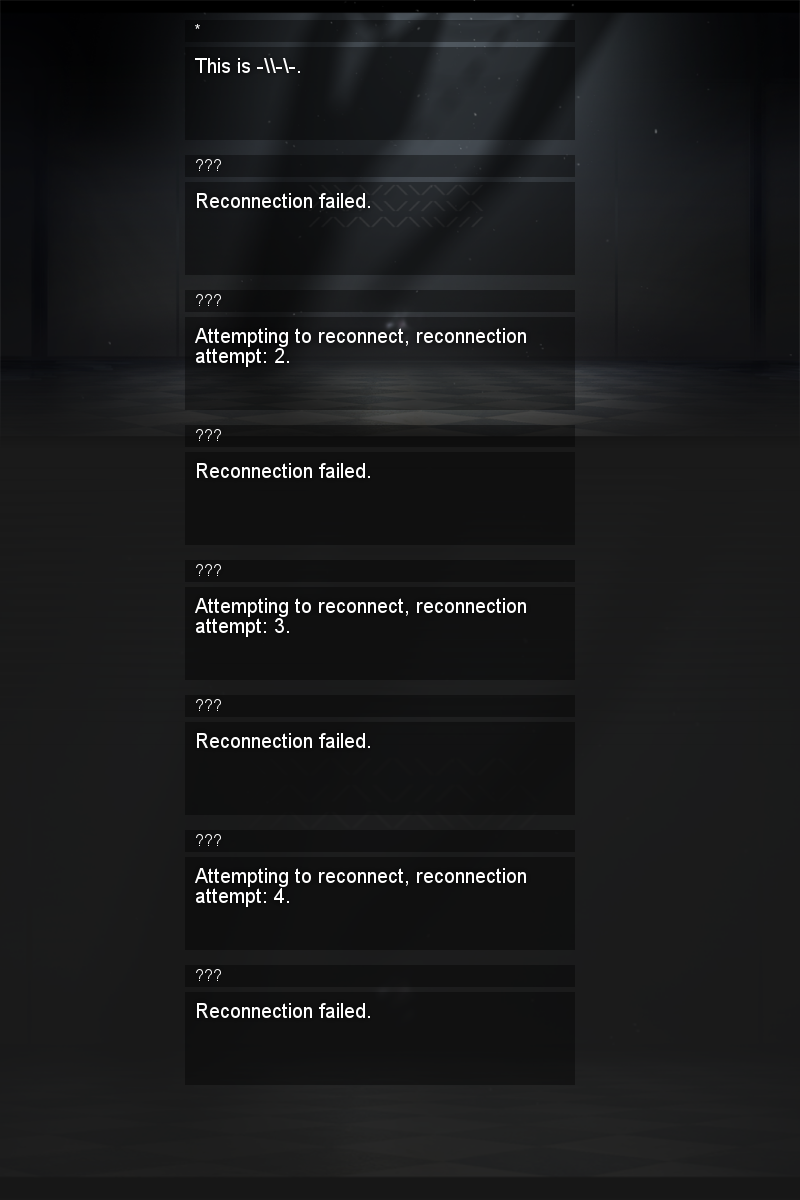 *
This is -\\-\-.
???
Reconnection failed.
???
Attempting to reconnect, reconnection
attempt: 2.
???
Reconnection failed.
???
Attempting to reconnect, reconnection
attempt: 3.
???
Reconnection failed.
???
Attempting to reconnect, reconnection
attempt: 4.
???
Reconnection failed.